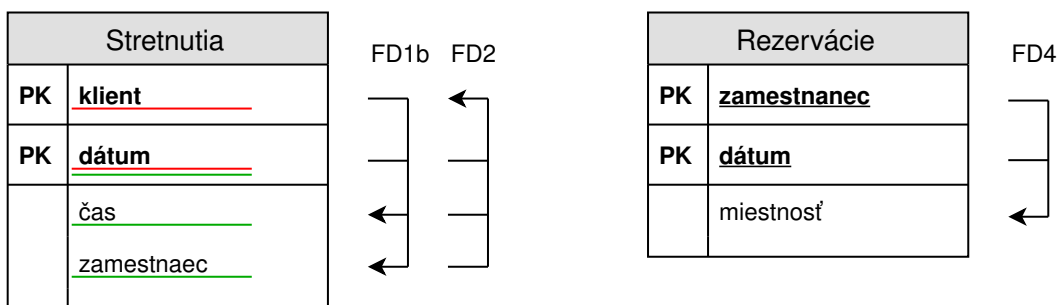 Stretnutia
FD1b FD2
PK klient
PK dátum
čas
zamestnaec
Rezervácie
FD4
PK zamestnanec
PK dátum
miestnosť